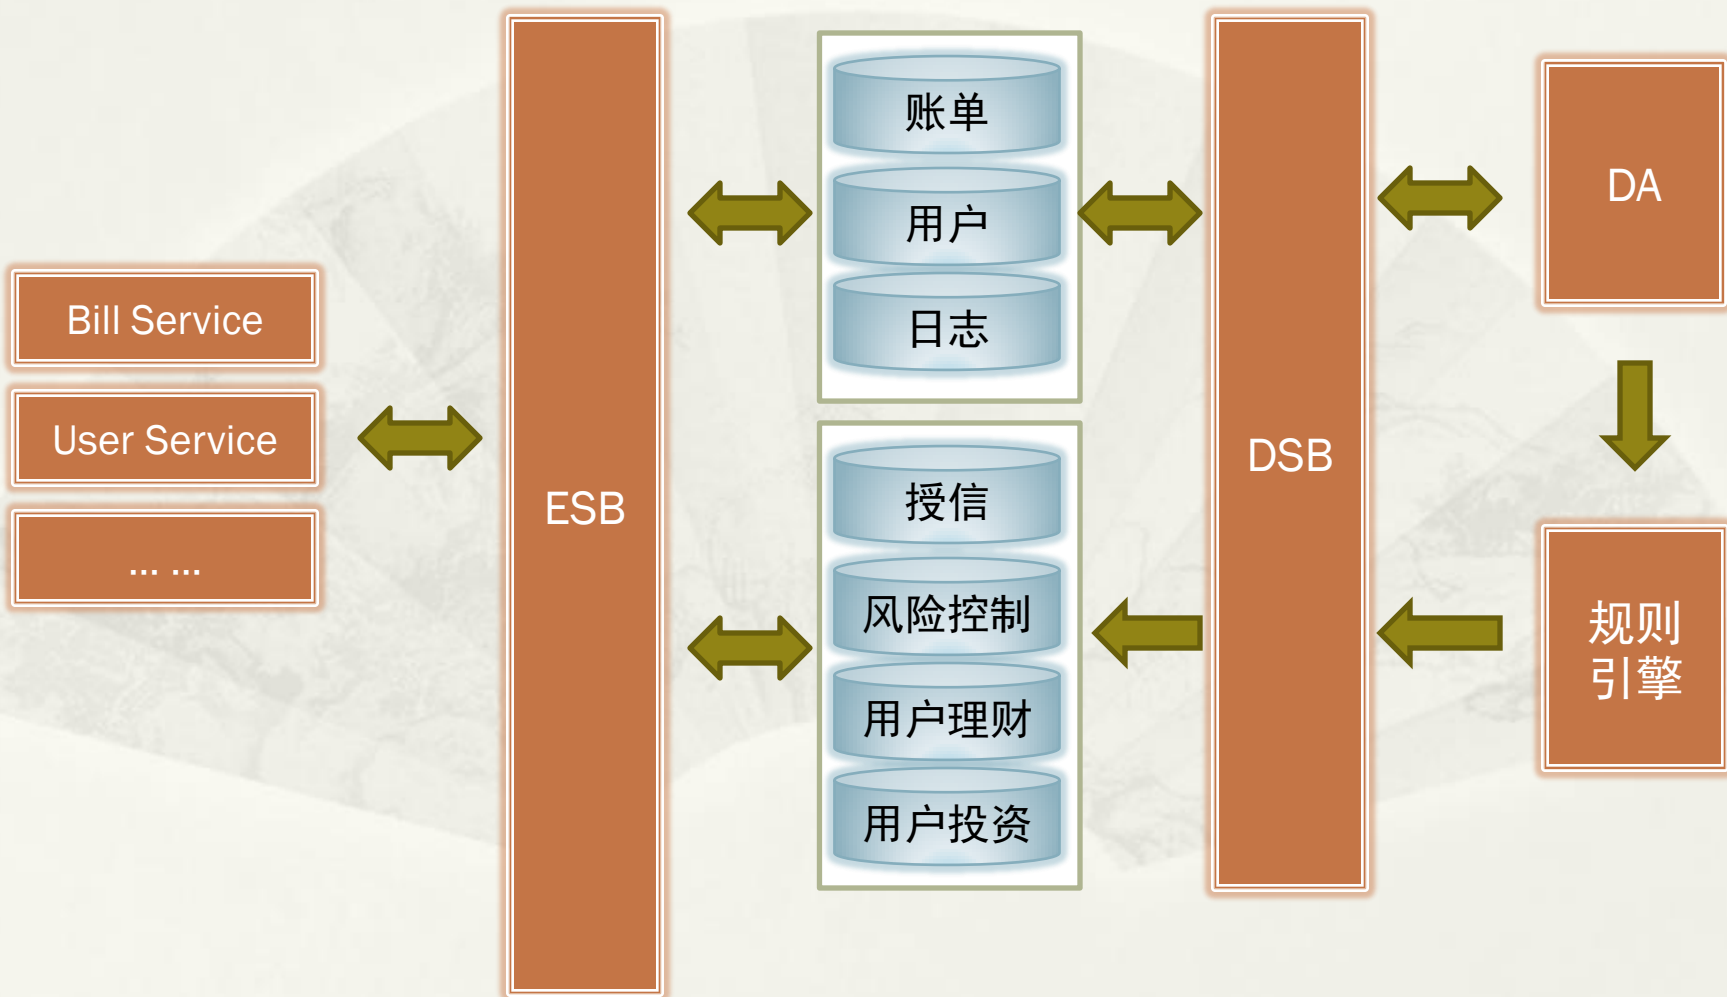 Bill Service
User Service
... ...
ESB
账单
用户
日志
授信
风险控制
用户理财
用户投资
DSB
DA
规则
引擎